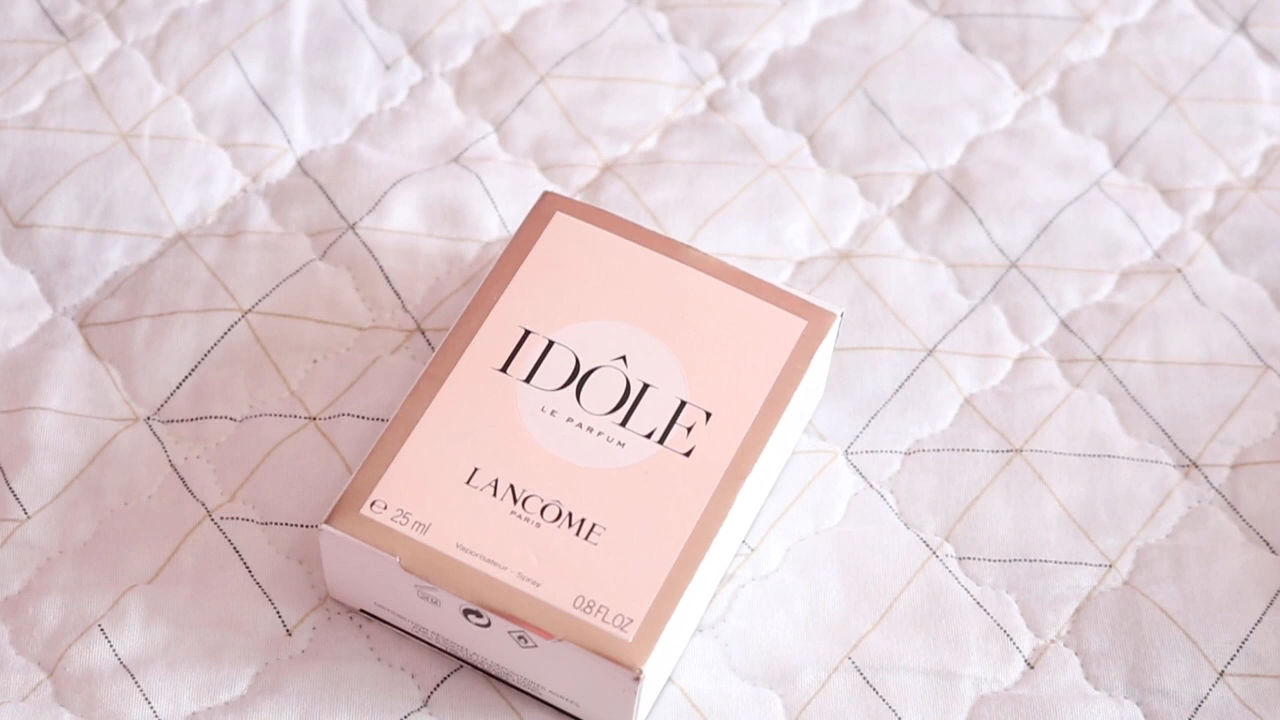 IDÔLE
LE PARFUM
LANCÔME
PARIS
℮ 25 ml
Vaporisateur - Spray
0.8 FL.OZ